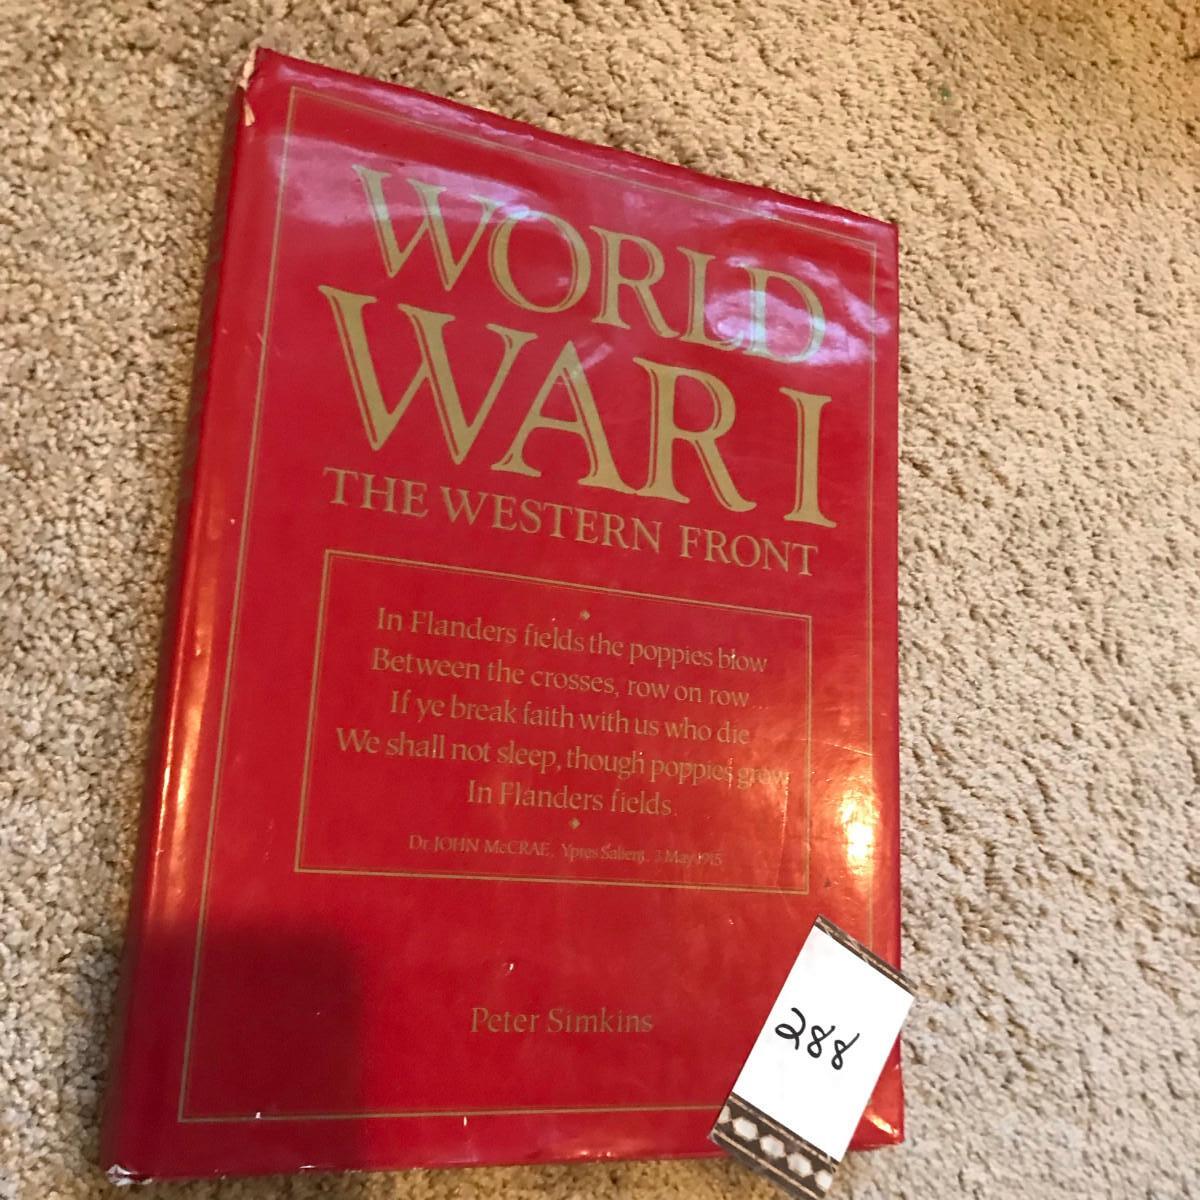 WORLD
WAR I
THE WESTERN FRONT
In Flanders fields the poppies blow
Between the crosses, row on row...
If ye break faith with us who die
We shall not sleep, though poppies grow
In Flanders fields.
Dr. JOHN McCRAE, Ypres Salient, 3 May 1915
Peter Simkins
288